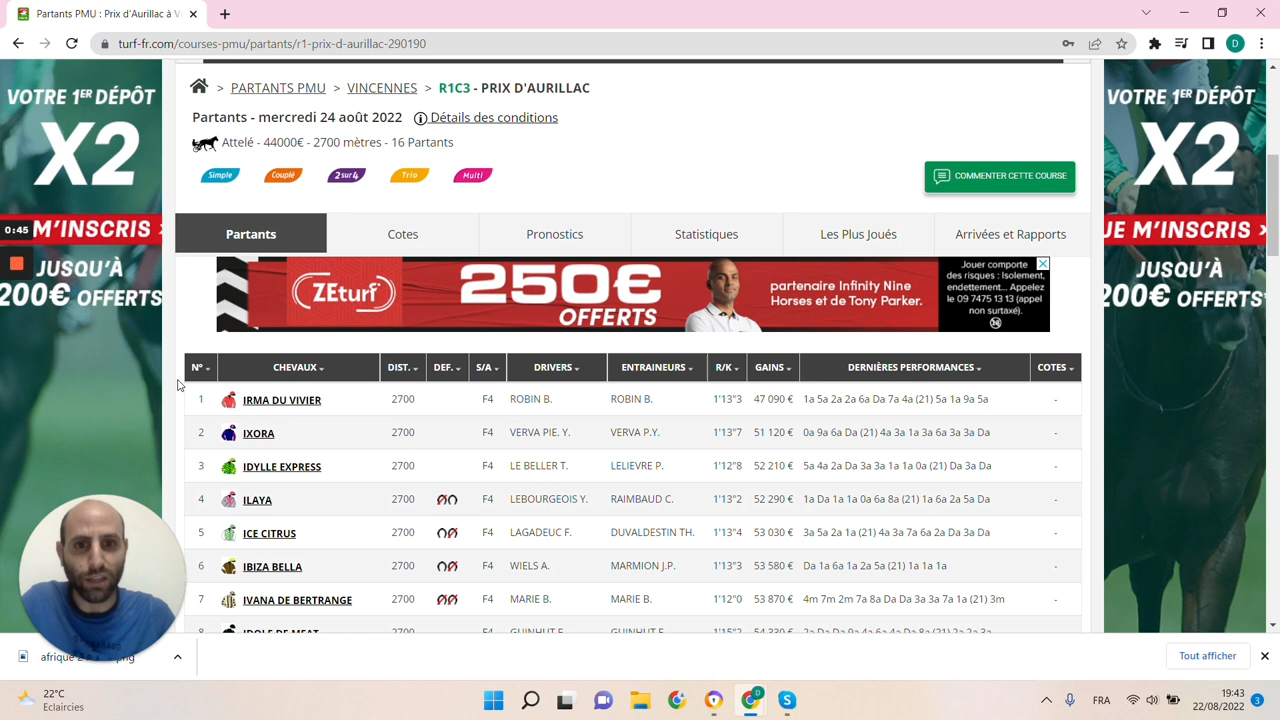 Partants PMU : Prix d'Aurillac à V
turf-fr.com/courses-pmu/partants/r1-prix-d-aurillac-290190
D
VOTRE 1ER DÉPÔT
X2
M'INSCRIS
JUSQU'À
200€ OFFERTS
0:45
> PARTANTS PMU > VINCENNES > R1C3 - PRIX D'AURILLAC
Partants - mercredi 24 août 2022 Détails des conditions
Attelé - 44000€ - 2700 mètres - 16 Partants
Simple Couplé 2 sur 4 Trio Multi
COMMENTER CETTE COURSE
Partants Cotes Pronostics Statistiques Les Plus Joués Arrivées et Rapports
ZEturf
250€
OFFERTS
partenaire Infinity Nine
Horses et de Tony Parker.
Jouer comporte
des risques : Isolement,
endettement... Appelez
le 09 7475 13 13 (appel
non surtaxé).
N° CHEVAUX DIST. DEF. S/A DRIVERS ENTRAINEURS R/K GAINS DERNIÈRES PERFORMANCES COTES
1 IRMA DU VIVIER 2700 F4 ROBIN B. ROBIN B. 1'13"3 47 090 € 1a 5a 2a 2a 6a Da 7a 4a (21) 5a 1a 9a 5a -
2 IXORA 2700 F4 VERVA PIE. Y. VERVA P.Y. 1'13"7 51 120 € 0a 9a 6a Da (21) 4a 3a 1a 3a 6a 3a 3a Da -
3 IDYLLE EXPRESS 2700 F4 LE BELLER T. LELIEVRE P. 1'12"8 52 210 € 5a 4a 2a Da 3a 3a 1a 1a 0a (21) Da 3a Da -
4 ILAYA 2700 F4 LEBOURGEOIS Y. RAIMBAUD C. 1'13"2 52 290 € 1a Da 1a 1a 0a 6a 8a (21) 1a 6a 2a 5a Da -
5 ICE CITRUS 2700 F4 LAGADEUC F. DUVALDESTIN TH. 1'13"4 53 030 € 3a 5a 2a 1a (21) 4a 3a 7a 6a 2a Da 3a Da -
6 IBIZA BELLA 2700 F4 WIELS A. MARMION J.P. 1'13"3 53 580 € Da 1a 6a 1a 2a 5a (21) 1a 1a 1a -
7 IVANA DE BERTRANGE 2700 F4 MARIE B. MARIE B. 1'12"0 53 870 € 4m 7m 2m 7a 8a Da Da 3a 3a 7a 1a (21) 3m -
VOTRE 1ER DÉPÔT
X2
JE M'INSCRIS >
JUSQU'À
200€ OFFERTS
Tout afficher
22°C
Eclaircies
D
FRA
19:43
22/08/2022
3